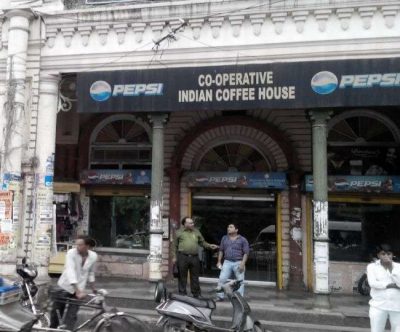 PEPSI
CO-OPERATIVE
INDIAN COFFEE HOUSE
PEPSI
PEPSI
PEPSI
PEPSI